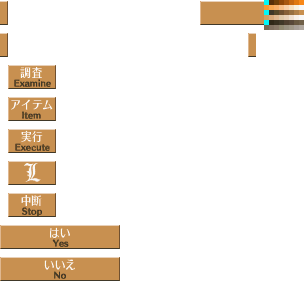 調査
Examine
アイテム
Item
実行
Execute
L
中断
Stop
はい
Yes
いいえ
No